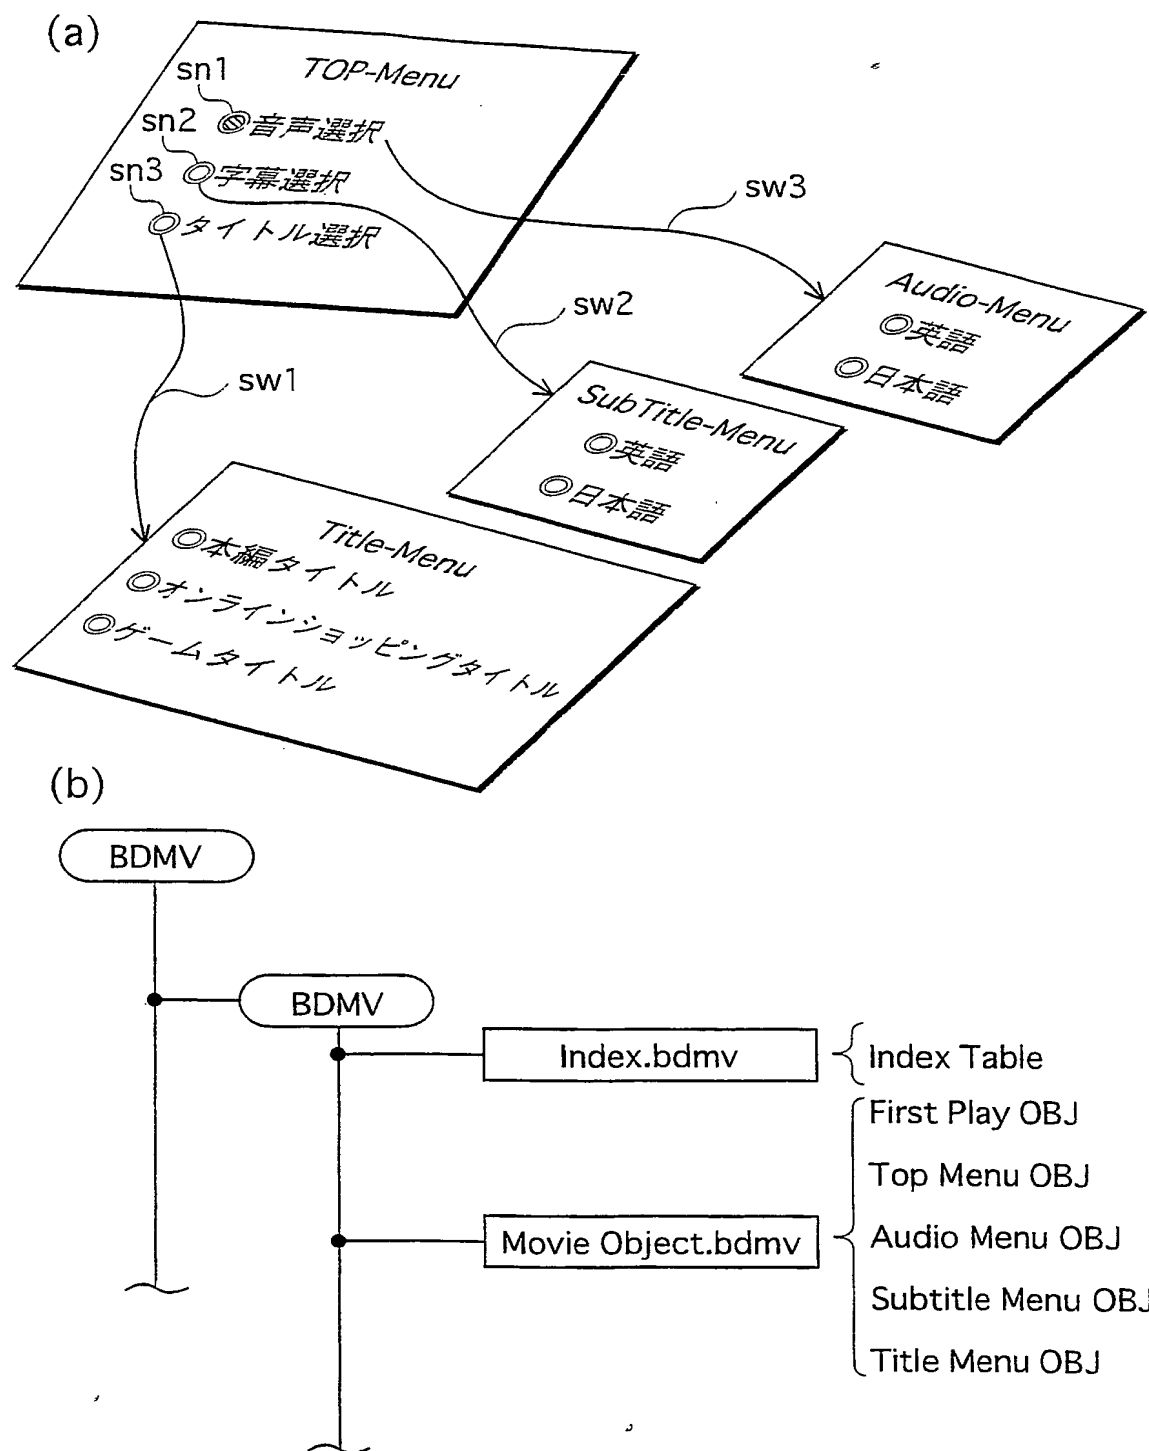 (a)
TOP-Menu
sn1
音声選択
sn2
字幕選択
sn3
タイトル選択
sw3
sw2
sw1
Audio-Menu
英語
日本語
SubTitle-Menu
英語
日本語
Title-Menu
本編タイトル
オンラインショッピングタイトル
ゲームタイトル
(b)
BDMV
BDMV
Index.bdmv
Index Table
First Play OBJ
Top Menu OBJ
Movie Object.bdmv
Audio Menu OBJ
Subtitle Menu OBJ
Title Menu OBJ